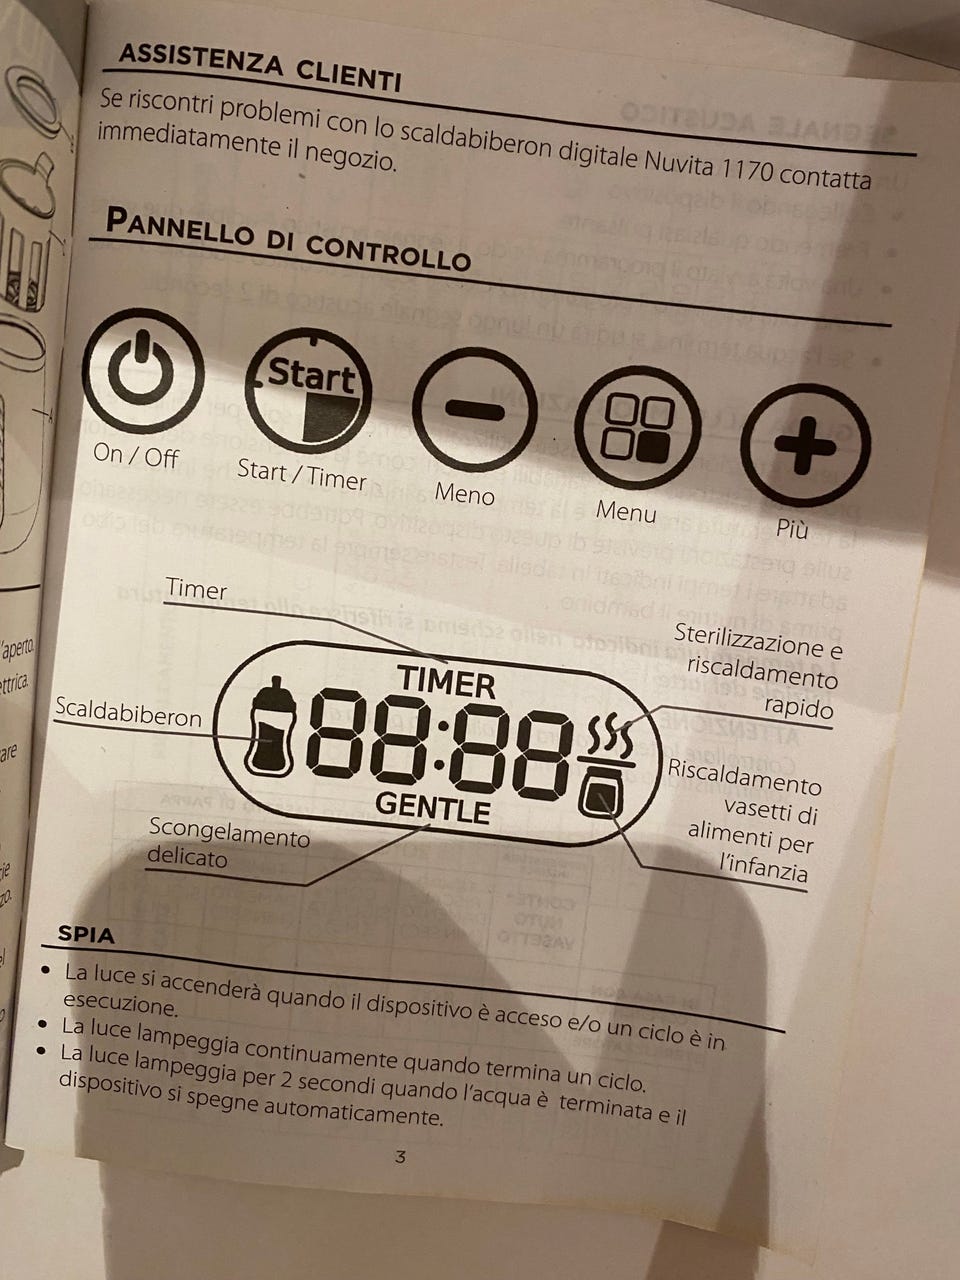 ASSISTENZA CLIENTI
Se riscontri problemi con lo scaldabiberon digitale Nuvita 1170 contatta
immediatamente il negozio.
PANNELLO DI CONTROLLO
Start
On / Off
Start / Timer
Meno
Menu
Più
Timer
Sterilizzazione e
riscaldamento
rapido
TIMER
Scaldabiberon
88:88
Riscaldamento
vasetti di
alimenti per
l'infanzia
GENTLE
Scongelamento
delicato
SPIA
• La luce si accenderà quando il dispositivo è acceso e/o un ciclo è in
esecuzione.
• La luce lampeggia continuamente quando termina un ciclo.
• La luce lampeggia per 2 secondi quando l'acqua è terminata e il
dispositivo si spegne automaticamente.
3
l'aperto.